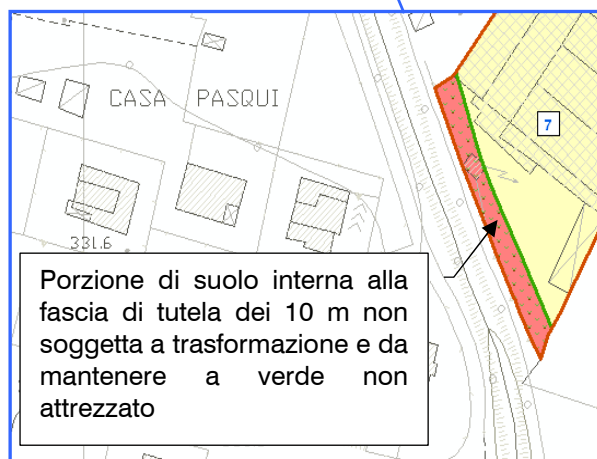 CASA PASQUI
7
331.6
Porzione di suolo interna alla
fascia di tutela dei 10 m non
soggetta a trasformazione e da
mantenere a verde non
attrezzato